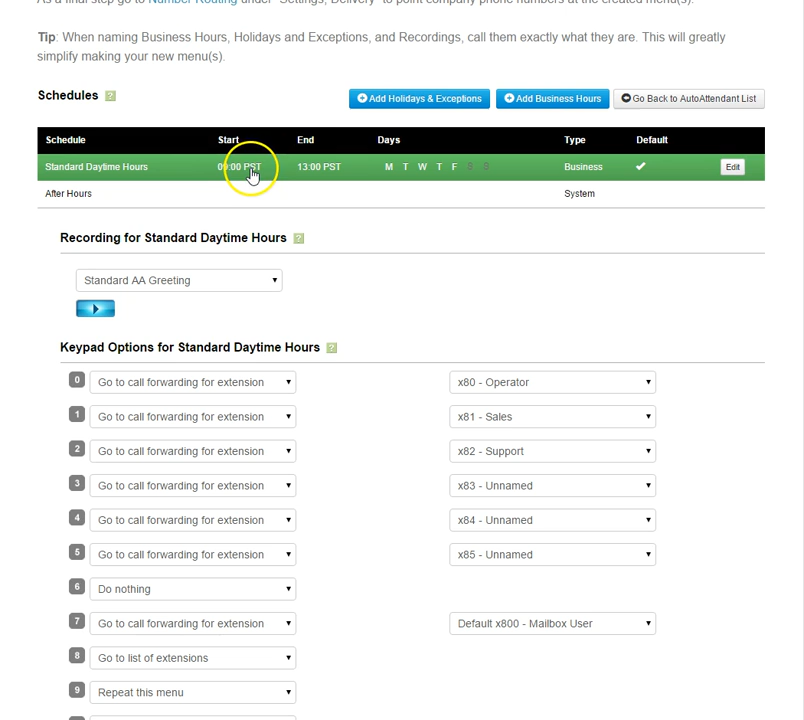 As a final step go to Number Routing under "Settings, Delivery" to point company phone numbers at the created menu(s).
Tip: When naming Business Hours, Holidays and Exceptions, and Recordings, call them exactly what they are. This will greatly
simplify making your new menu(s).
Schedules ?
Add Holidays & Exceptions
Add Business Hours
Go Back to AutoAttendant List
Schedule Start End Days Type Default
Standard Daytime Hours 09:00 PST 13:00 PST M T W T F S S Business Edit
After Hours System
Recording for Standard Daytime Hours ?
Standard AA Greeting
Keypad Options for Standard Daytime Hours ?
0 Go to call forwarding for extension x80 - Operator
1 Go to call forwarding for extension x81 - Sales
2 Go to call forwarding for extension x82 - Support
3 Go to call forwarding for extension x83 - Unnamed
4 Go to call forwarding for extension x84 - Unnamed
5 Go to call forwarding for extension x85 - Unnamed
6 Do nothing
7 Go to call forwarding for extension Default x800 - Mailbox User
8 Go to list of extensions
9 Repeat this menu